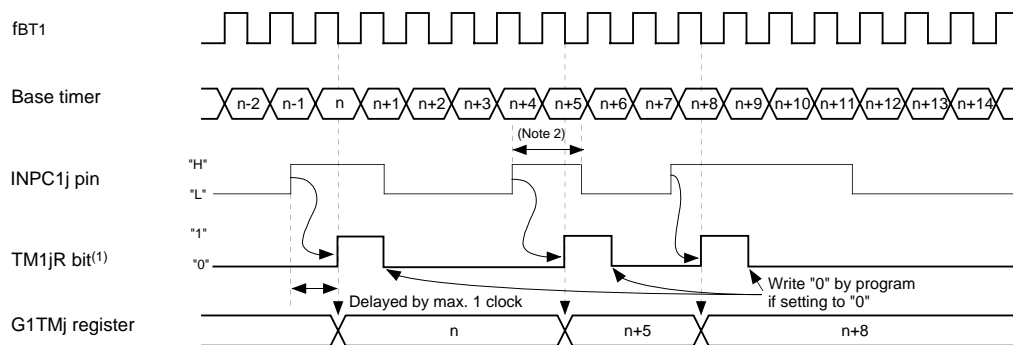 fBT1
Base timer
n-2 n-1 n n+1 n+2 n+3 n+4 n+5 n+6 n+7 n+8 n+9 n+10 n+11 n+12 n+13 n+14
(Note 2)
INPC1j pin
"H"
"L"
TM1jR bit(1)
"1"
"0"
Write "0" by program
if setting to "0"
Delayed by max. 1 clock
G1TMj register
n n+5 n+8